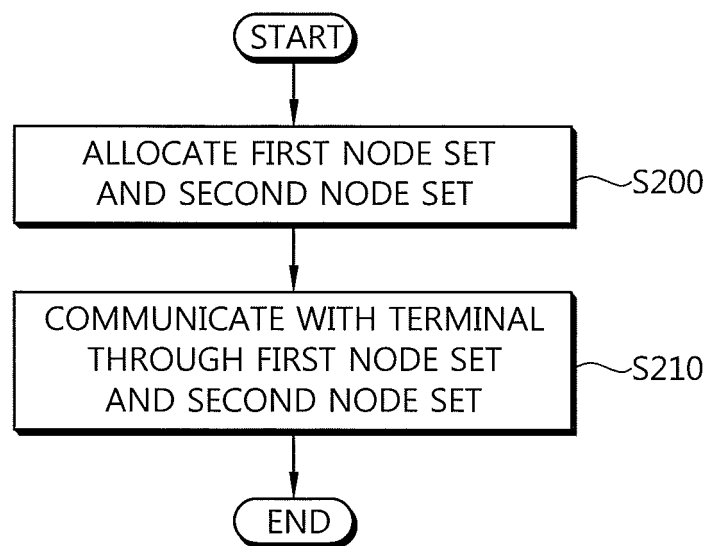 START
ALLOCATE FIRST NODE SET
AND SECOND NODE SET
S200
COMMUNICATE WITH TERMINAL
THROUGH FIRST NODE SET
AND SECOND NODE SET
S210
END